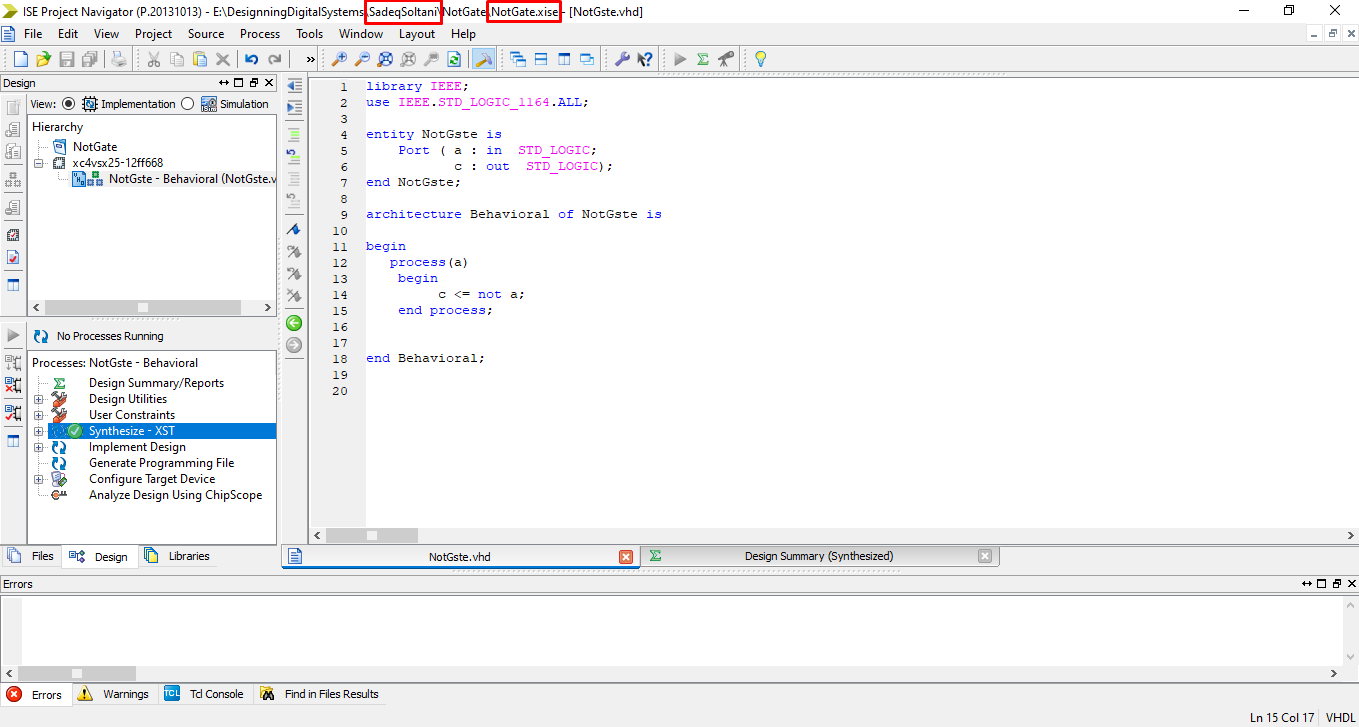 ISE Project Navigator (P.20131013) - E:\DesignningDigitalSystems\SadeqSoltani\NotGate\NotGate.xise - [NotGste.vhd]
File Edit View Project Source Process Tools Window Layout Help
Design
View: Implementation Simulation
Hierarchy
NotGate
xc4vsx25-12ff668
NotGste - Behavioral (NotGste.v
No Processes Running
Processes: NotGste - Behavioral
Design Summary/Reports
Design Utilities
User Constraints
Synthesize - XST
Implement Design
Generate Programming File
Configure Target Device
Analyze Design Using ChipScope
Files Design Libraries
1 library IEEE;
2 use IEEE.STD_LOGIC_1164.ALL;
3
4 entity NotGste is
5 Port ( a : in STD_LOGIC;
6 c : out STD_LOGIC);
7 end NotGste;
8
9 architecture Behavioral of NotGste is
10
11 begin
12 process(a)
13 begin
14 c <= not a;
15 end process;
16
17
18 end Behavioral;
19
20
NotGste.vhd Design Summary (Synthesized)
Errors
Errors Warnings Tcl Console Find in Files Results
Ln 15 Col 17 VHDL